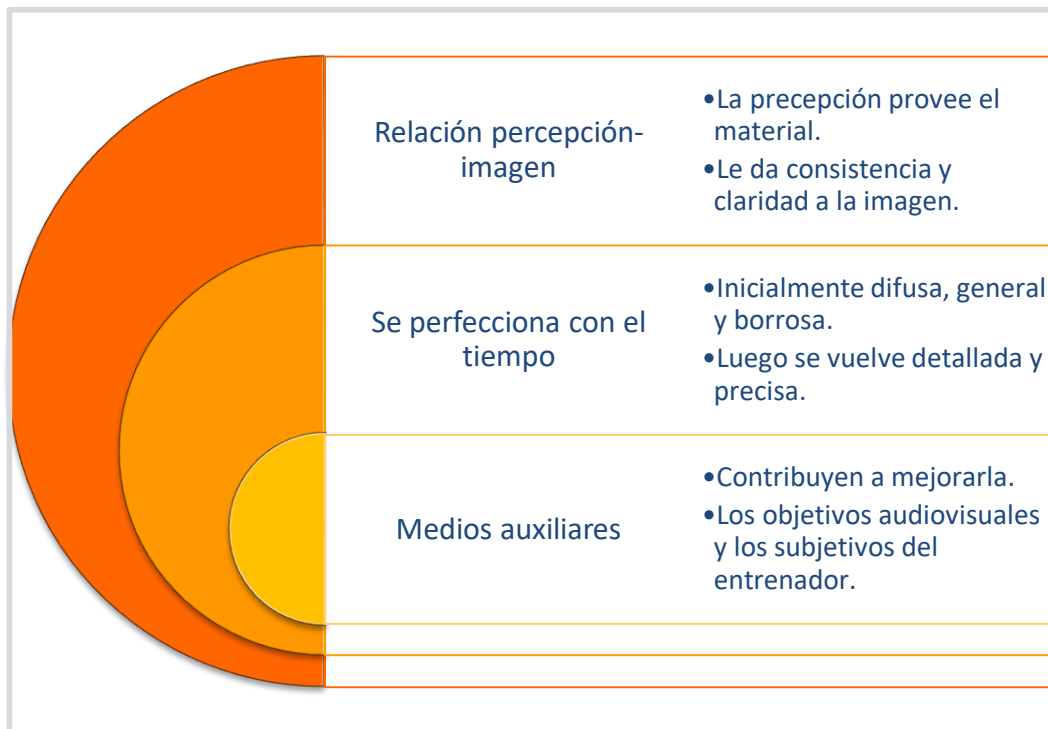 Relación percepción-
imagen
•La precepción provee el
material.
•Le da consistencia y
claridad a la imagen.
Se perfecciona con el
tiempo
•Inicialmente difusa, general
y borrosa.
•Luego se vuelve detallada y
precisa.
Medios auxiliares
•Contribuyen a mejorarla.
•Los objetivos audiovisuales
y los subjetivos del
entrenador.